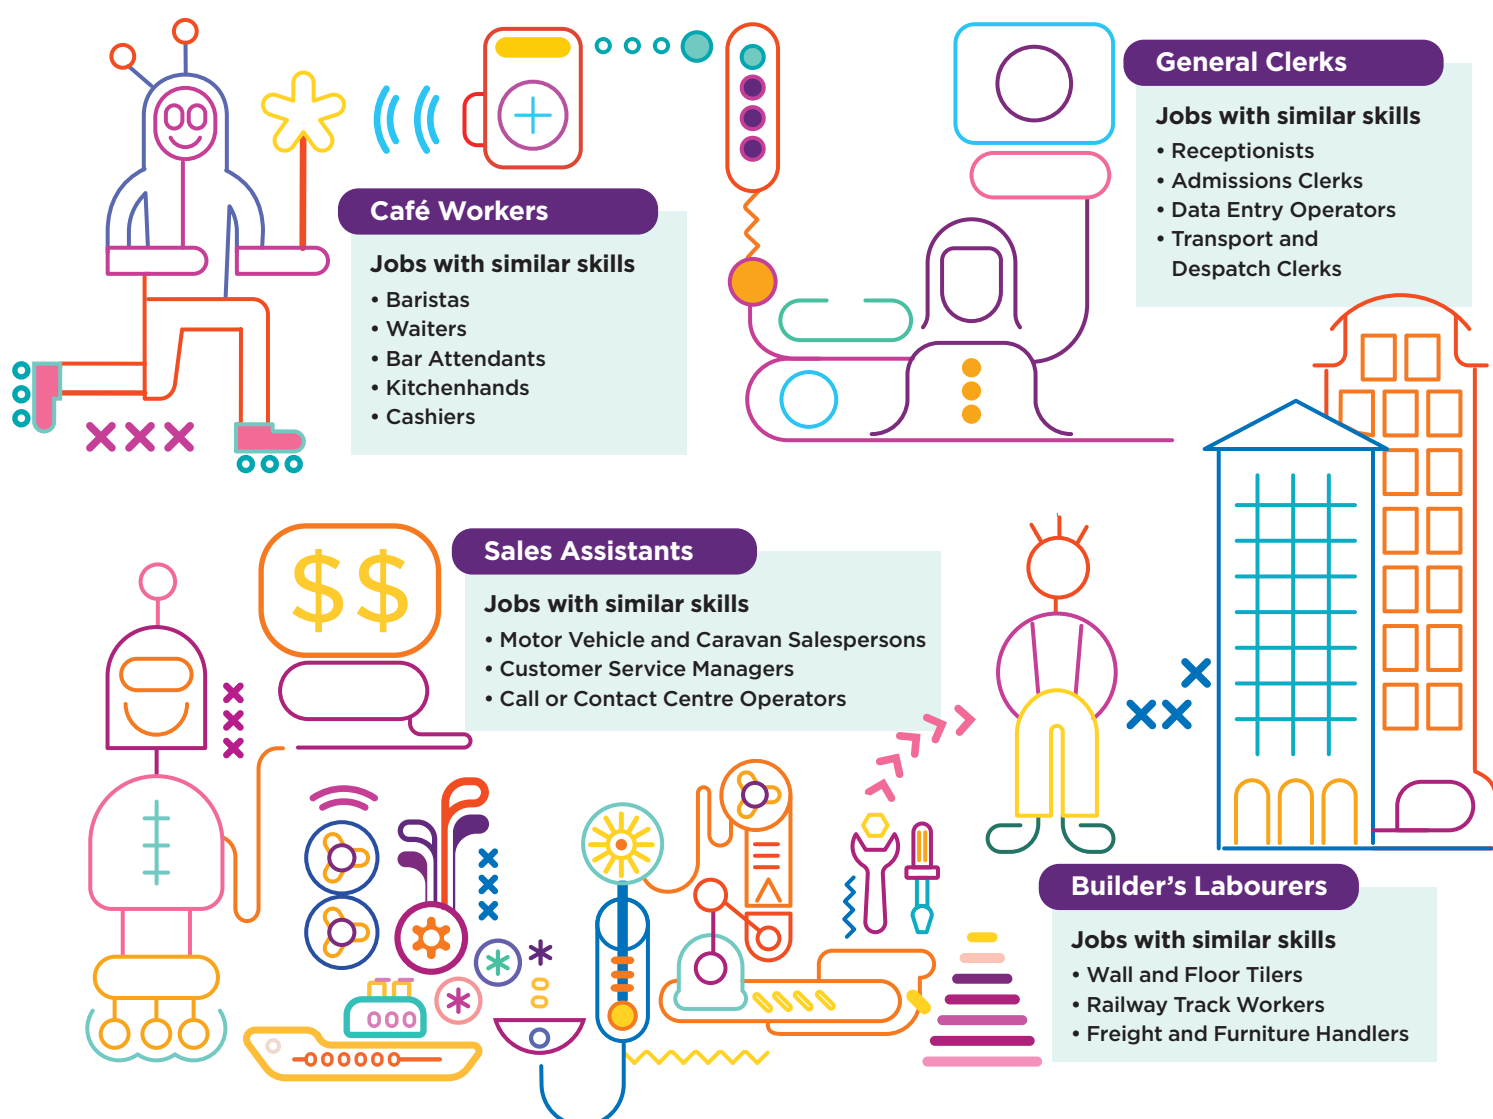 General Clerks
Jobs with similar skills
• Receptionists
• Admissions Clerks
• Data Entry Operators
• Transport and
Despatch Clerks
Café Workers
Jobs with similar skills
• Baristas
• Waiters
• Bar Attendants
• Kitchenhands
• Cashiers
$$
Sales Assistants
Jobs with similar skills
• Motor Vehicle and Caravan Salespersons
• Customer Service Managers
• Call or Contact Centre Operators
Builder’s Labourers
Jobs with similar skills
• Wall and Floor Tilers
• Railway Track Workers
• Freight and Furniture Handlers